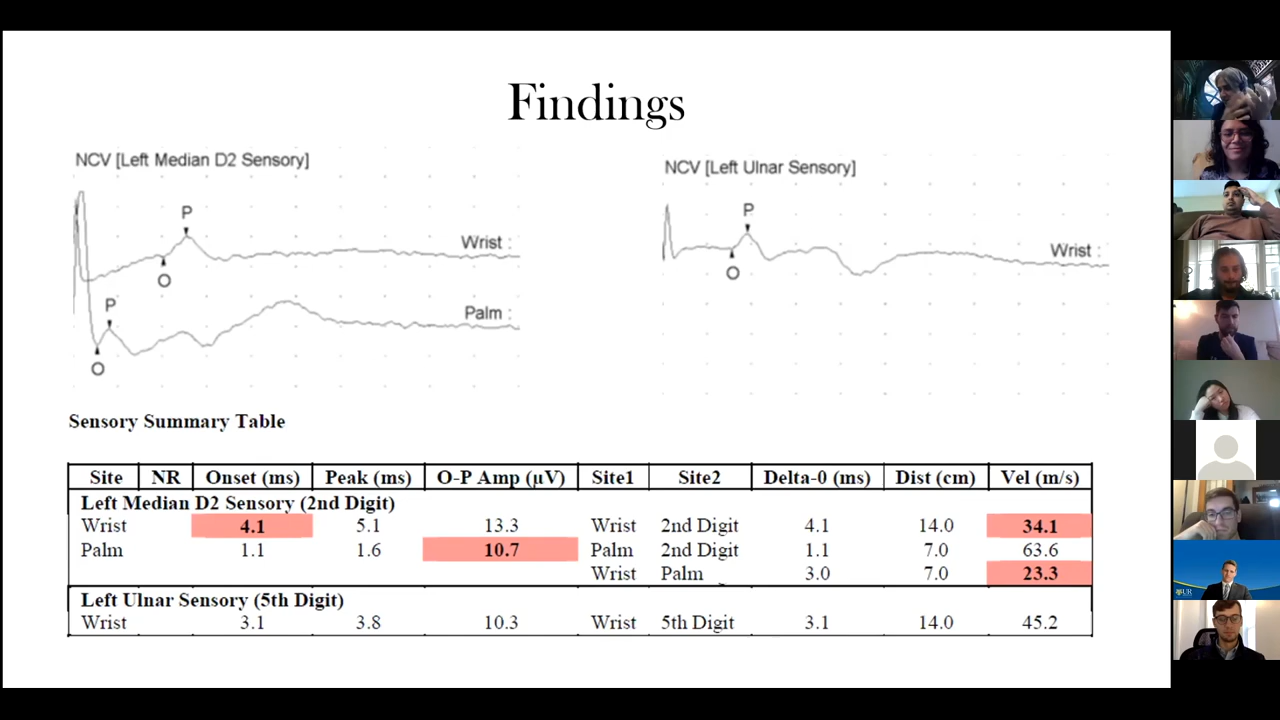 Findings
NCV [Left Median D2 Sensory]
P
Wrist :
O
P
Palm :
O
NCV [Left Ulnar Sensory]
P
Wrist :
O
Sensory Summary Table
Site NR Onset (ms) Peak (ms) O-P Amp (µV) Site1 Site2 Delta-0 (ms) Dist (cm) Vel (m/s)
Left Median D2 Sensory (2nd Digit)
Wrist 4.1 5.1 13.3 Wrist 2nd Digit 4.1 14.0 34.1
Palm 1.1 1.6 10.7 Palm 2nd Digit 1.1 7.0 63.6
Wrist Palm 3.0 7.0 23.3
Left Ulnar Sensory (5th Digit)
Wrist 3.1 3.8 10.3 Wrist 5th Digit 3.1 14.0 45.2